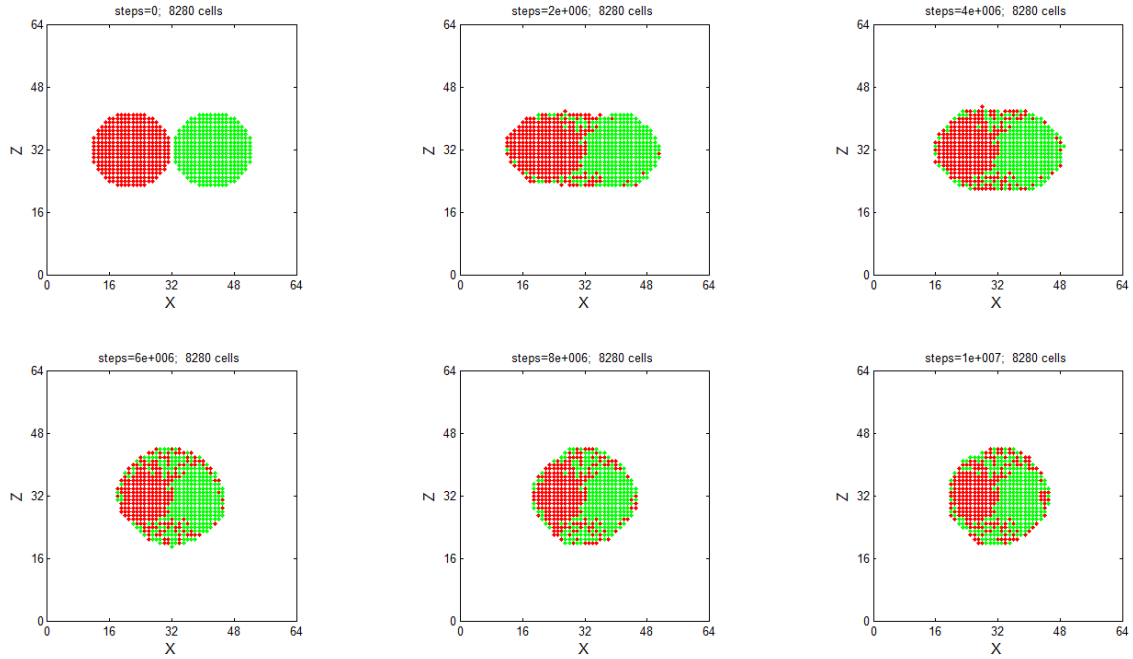 steps=0;  8280 cells
steps=2e+006;  8280 cells
steps=4e+006;  8280 cells
64
48
Z
32
16
0
0 16 32 48 64
X
64
48
Z
32
16
0
0 16 32 48 64
X
64
48
Z
32
16
0
0 16 32 48 64
X
steps=6e+006;  8280 cells
steps=8e+006;  8280 cells
steps=1e+007;  8280 cells
64
48
Z
32
16
0
0 16 32 48 64
X
64
48
Z
32
16
0
0 16 32 48 64
X
64
48
Z
32
16
0
0 16 32 48 64
X